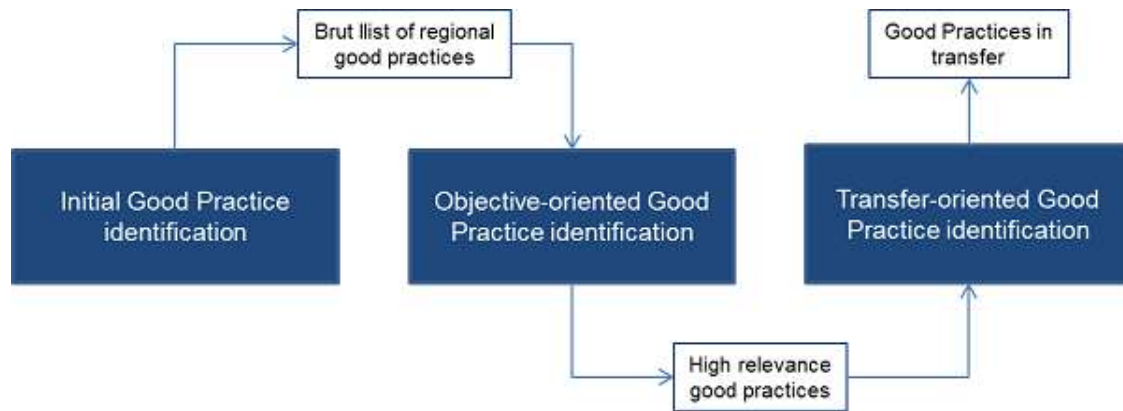 Brut llist of regional
good practices
Good Practices in
transfer
Initial Good Practice
identification
Objective-oriented Good
Practice identification
Transfer-oriented Good
Practice identification
High relevance
good practices